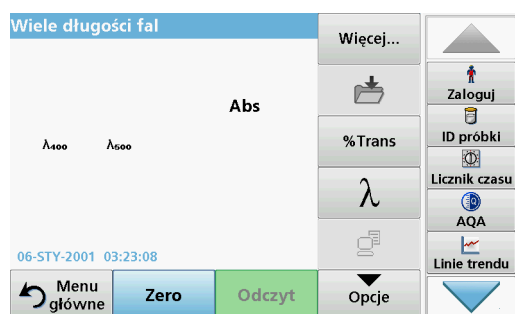 Wiele długości fal
Abs
λ400 λ500
06-STY-2001 03:23:08
Więcej...
%Trans
λ
Menu
główne
Zero
Odczyt
Opcje
Zaloguj
ID próbki
Licznik czasu
AQA
Linie trendu